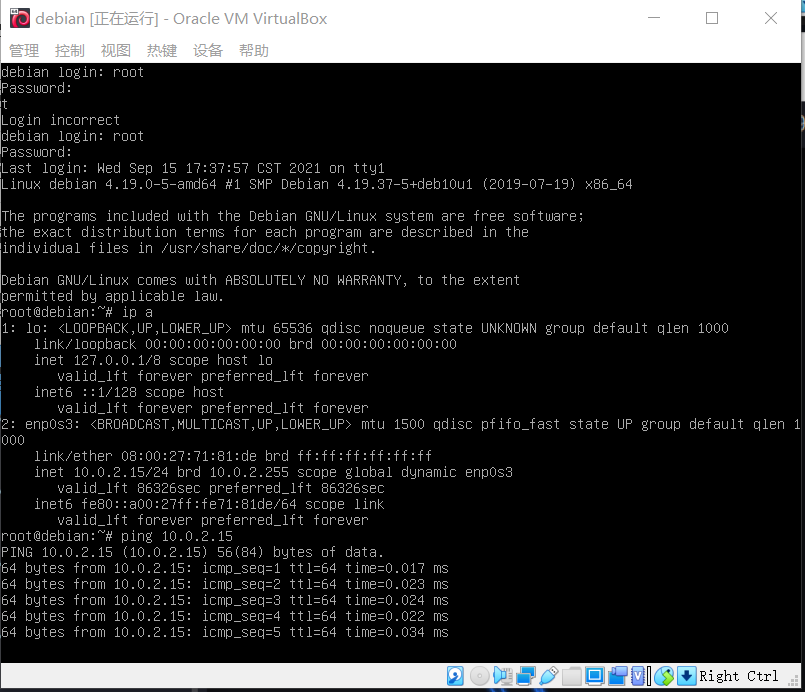 debian [正在运行] - Oracle VM VirtualBox
管理 控制 视图 热键 设备 帮助
debian login: root
Password:
t
Login incorrect
debian login: root
Password:
Last login: Wed Sep 15 17:37:57 CST 2021 on tty1
Linux debian 4.19.0-5-amd64 #1 SMP Debian 4.19.37-5+deb10u1 (2019-07-19) x86_64
The programs included with the Debian GNU/Linux system are free software;
the exact distribution terms for each program are described in the
individual files in /usr/share/doc/*/copyright.
Debian GNU/Linux comes with ABSOLUTELY NO WARRANTY, to the extent
permitted by applicable law.
root@debian:~# ip a
1: lo: <LOOPBACK,UP,LOWER_UP> mtu 65536 qdisc noqueue state UNKNOWN group default qlen 1000
link/loopback 00:00:00:00:00:00 brd 00:00:00:00:00:00
inet 127.0.0.1/8 scope host lo
valid_lft forever preferred_lft forever
inet6 ::1/128 scope host
valid_lft forever preferred_lft forever
2: enp0s3: <BROADCAST,MULTICAST,UP,LOWER_UP> mtu 1500 qdisc pfifo_fast state UP group default qlen 1
000
link/ether 08:00:27:71:81:de brd ff:ff:ff:ff:ff:ff
inet 10.0.2.15/24 brd 10.0.2.255 scope global dynamic enp0s3
valid_lft 86326sec preferred_lft 86326sec
inet6 fe80::a00:27ff:fe71:81de/64 scope link
valid_lft forever preferred_lft forever
root@debian:~# ping 10.0.2.15
PING 10.0.2.15 (10.0.2.15) 56(84) bytes of data.
64 bytes from 10.0.2.15: icmp_seq=1 ttl=64 time=0.017 ms
64 bytes from 10.0.2.15: icmp_seq=2 ttl=64 time=0.023 ms
64 bytes from 10.0.2.15: icmp_seq=3 ttl=64 time=0.024 ms
64 bytes from 10.0.2.15: icmp_seq=4 ttl=64 time=0.022 ms
64 bytes from 10.0.2.15: icmp_seq=5 ttl=64 time=0.034 ms
Right Ctrl